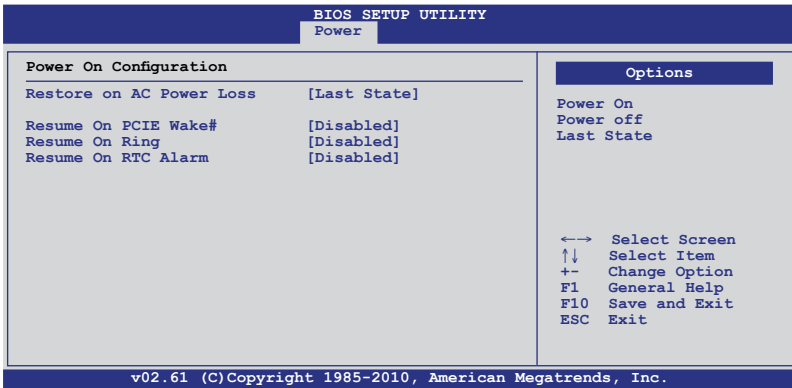 BIOS SETUP UTILITY
Power
Power On Configuration
Restore on AC Power Loss [Last State]
Resume On PCIE Wake# [Disabled]
Resume On Ring [Disabled]
Resume On RTC Alarm [Disabled]
Options
Power On
Power off
Last State
←→ Select Screen
↑↓ Select Item
+- Change Option
F1 General Help
F10 Save and Exit
ESC Exit
v02.61 (C)Copyright 1985-2010, American Megatrends, Inc.